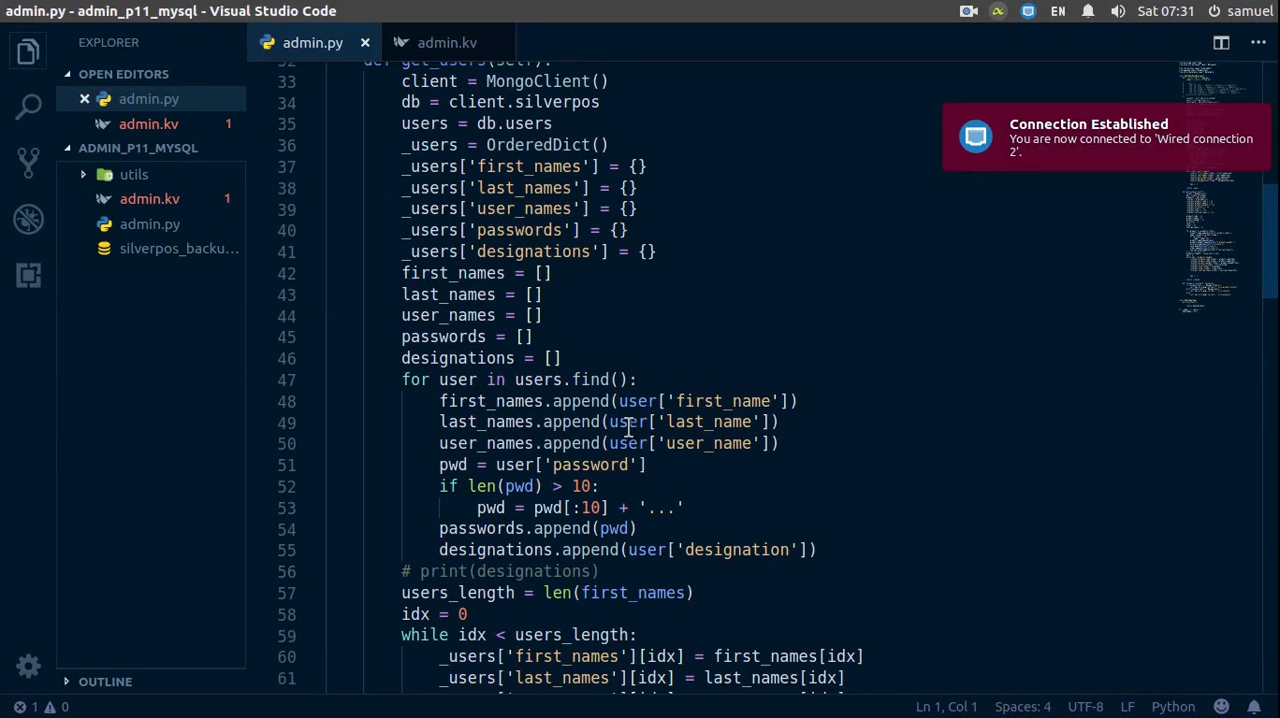 admin.py - admin_p11_mysql - Visual Studio Code
EN
Sat 07:31
samuel
EXPLORER
admin.py
admin.kv
OPEN EDITORS
admin.py
admin.kv 1
ADMIN_P11_MYSQL
utils
admin.kv 1
admin.py
silverpos_backu...
OUTLINE
Connection Established
You are now connected to 'Wired connection
2'.
32 def get_users(self):
33 client = MongoClient()
34 db = client.silverpos
35 users = db.users
36 _users = OrderedDict()
37 _users['first_names'] = {}
38 _users['last_names'] = {}
39 _users['user_names'] = {}
40 _users['passwords'] = {}
41 _users['designations'] = {}
42 first_names = []
43 last_names = []
44 user_names = []
45 passwords = []
46 designations = []
47 for user in users.find():
48 first_names.append(user['first_name'])
49 last_names.append(user['last_name'])
50 user_names.append(user['user_name'])
51 pwd = user['password']
52 if len(pwd) > 10:
53 pwd = pwd[:10] + '...'
54 passwords.append(pwd)
55 designations.append(user['designation'])
56 # print(designations)
57 users_length = len(first_names)
58 idx = 0
59 while idx < users_length:
60 _users['first_names'][idx] = first_names[idx]
61 _users['last_names'][idx] = last_names[idx]
1 0
Ln 1, Col 1
Spaces: 4
UTF-8
LF
Python